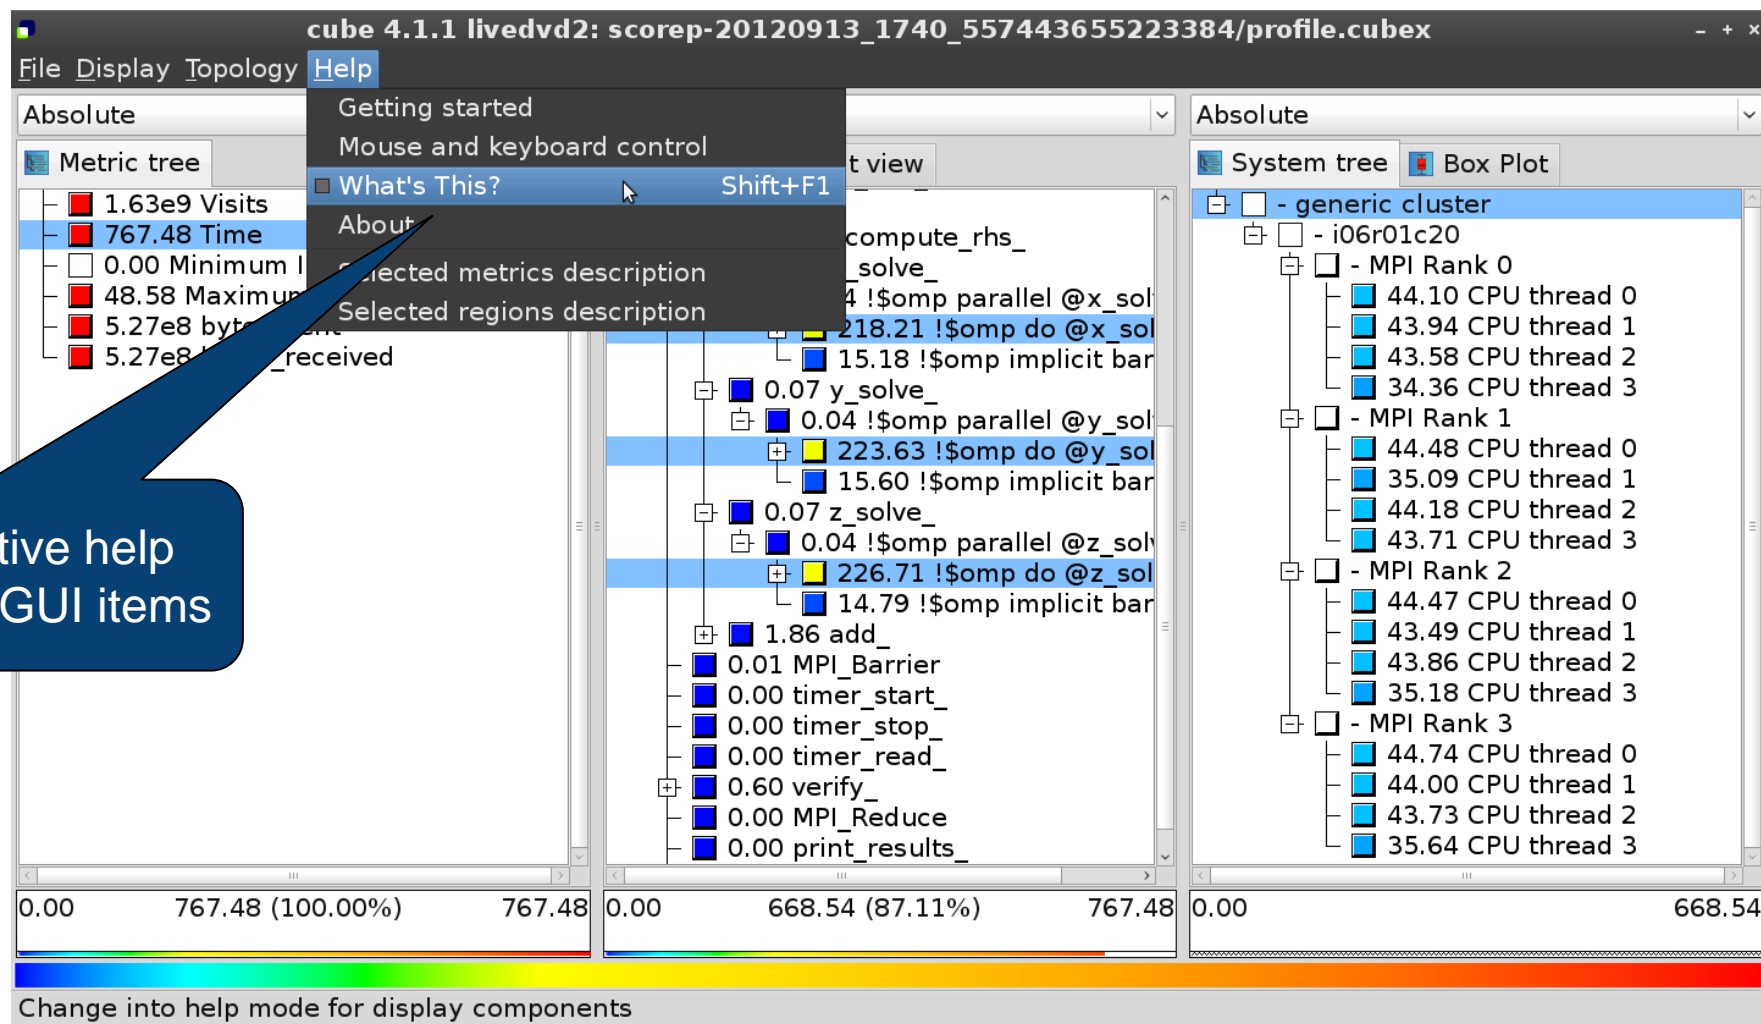 cube 4.1.1 livedvd2: scorep-20120913_1740_557443655223384/profile.cubex
File Display Topology Help
Absolute
Absolute
Getting started
Mouse and keyboard control
What's This? Shift+F1
About
Selected metrics description
Selected regions description
Metric tree
1.63e9 Visits
767.48 Time
0.00 Minimum
48.58
5.27e8
5.27e8 _received
t view
compute_rhs_
_solve_
4 !$omp parallel @x_sol
218.21 !$omp do @x_sol
15.18 !$omp implicit bar
0.07 y_solve_
0.04 !$omp parallel @y_sol
223.63 !$omp do @y_sol
15.60 !$omp implicit bar
0.07 z_solve_
0.04 !$omp parallel @z_sol
226.71 !$omp do @z_sol
14.79 !$omp implicit bar
1.86 add_
0.01 MPI_Barrier
0.00 timer_start_
0.00 timer_stop_
0.00 timer_read_
0.60 verify_
0.00 MPI_Reduce
0.00 print_results_
System tree
Box Plot
- generic cluster
- i06r01c20
- MPI Rank 0
44.10 CPU thread 0
43.94 CPU thread 1
43.58 CPU thread 2
34.36 CPU thread 3
- MPI Rank 1
44.48 CPU thread 0
35.09 CPU thread 1
44.18 CPU thread 2
43.71 CPU thread 3
- MPI Rank 2
44.47 CPU thread 0
43.49 CPU thread 1
43.86 CPU thread 2
35.18 CPU thread 3
- MPI Rank 3
44.74 CPU thread 0
44.00 CPU thread 1
43.73 CPU thread 2
35.64 CPU thread 3
tive help
GUI items
0.00 767.48 (100.00%) 767.48
0.00 668.54 (87.11%) 767.48
0.00 668.54
Change into help mode for display components